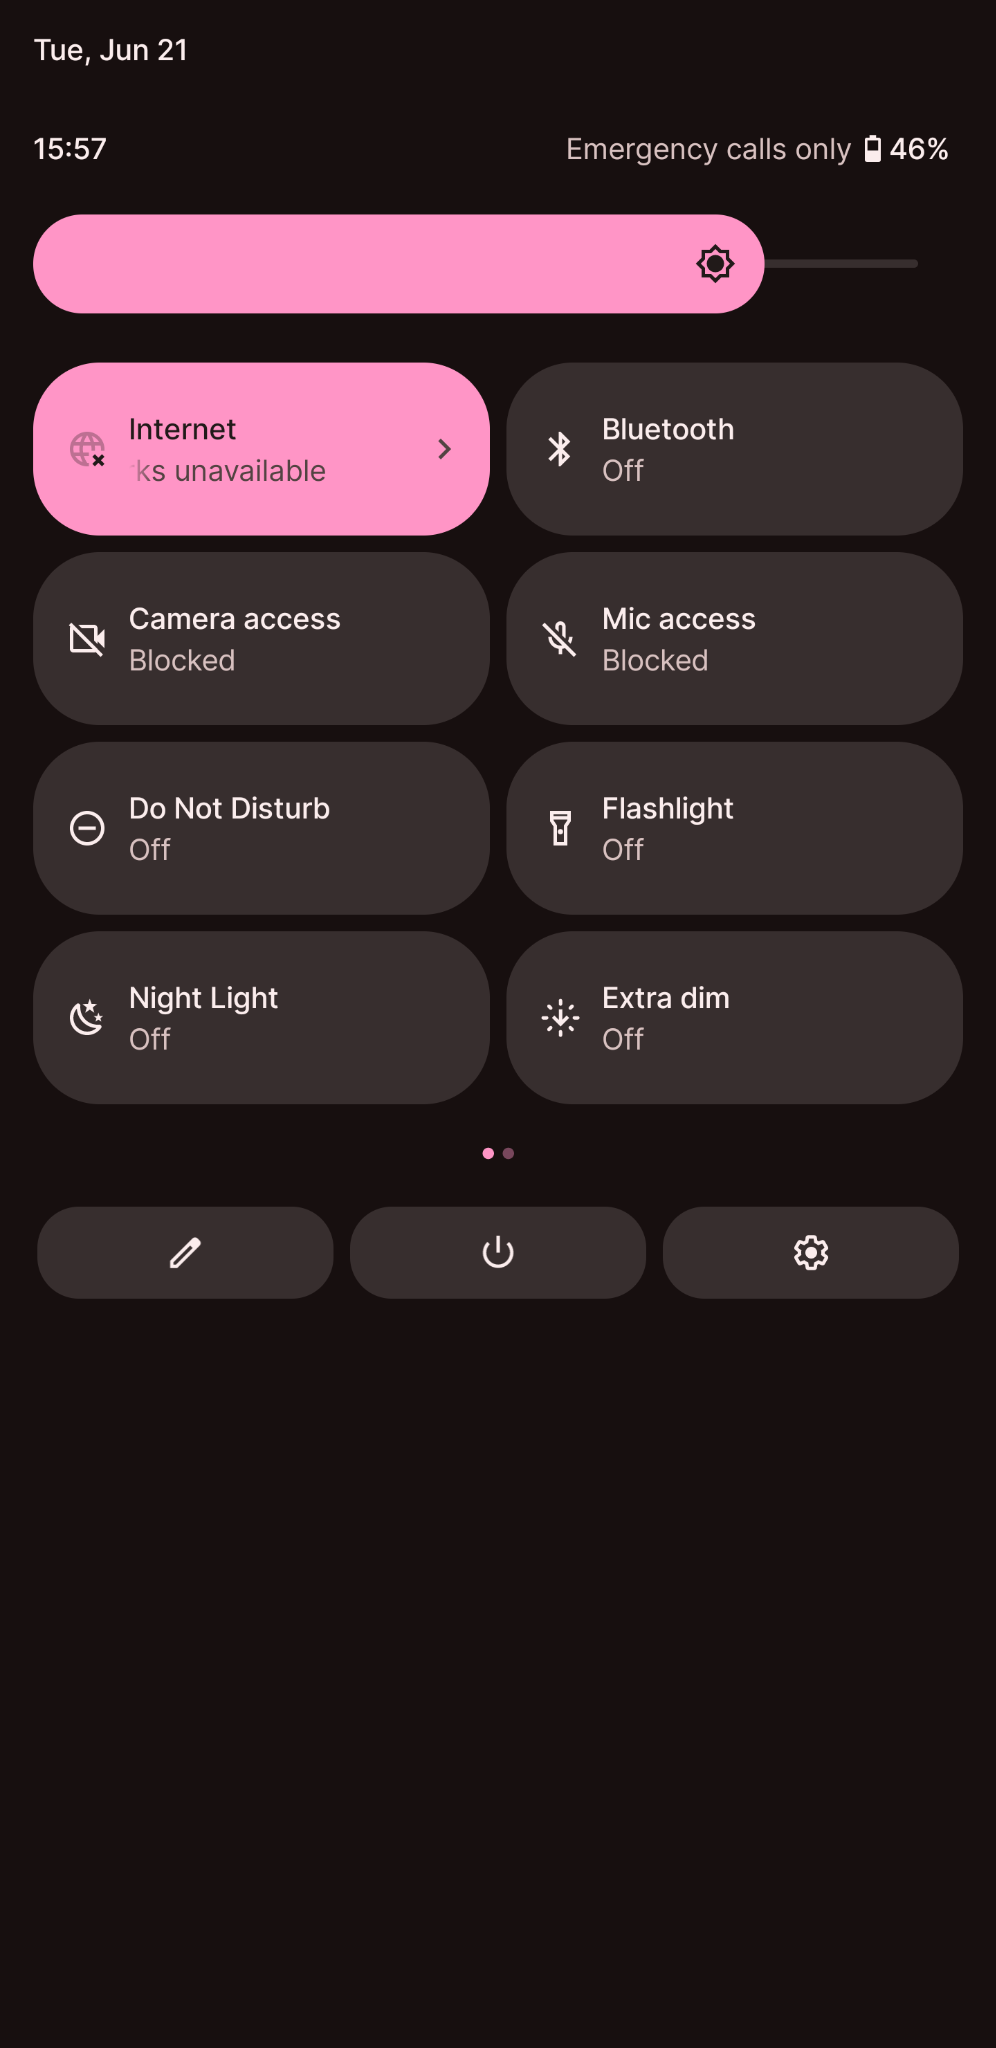 Tue, Jun 21
15:57
Emergency calls only 46%
Internet
unavailable
Bluetooth
Off
Camera access
Blocked
Mic access
Blocked
Do Not Disturb
Off
Flashlight
Off
Night Light
Off
Extra dim
Off